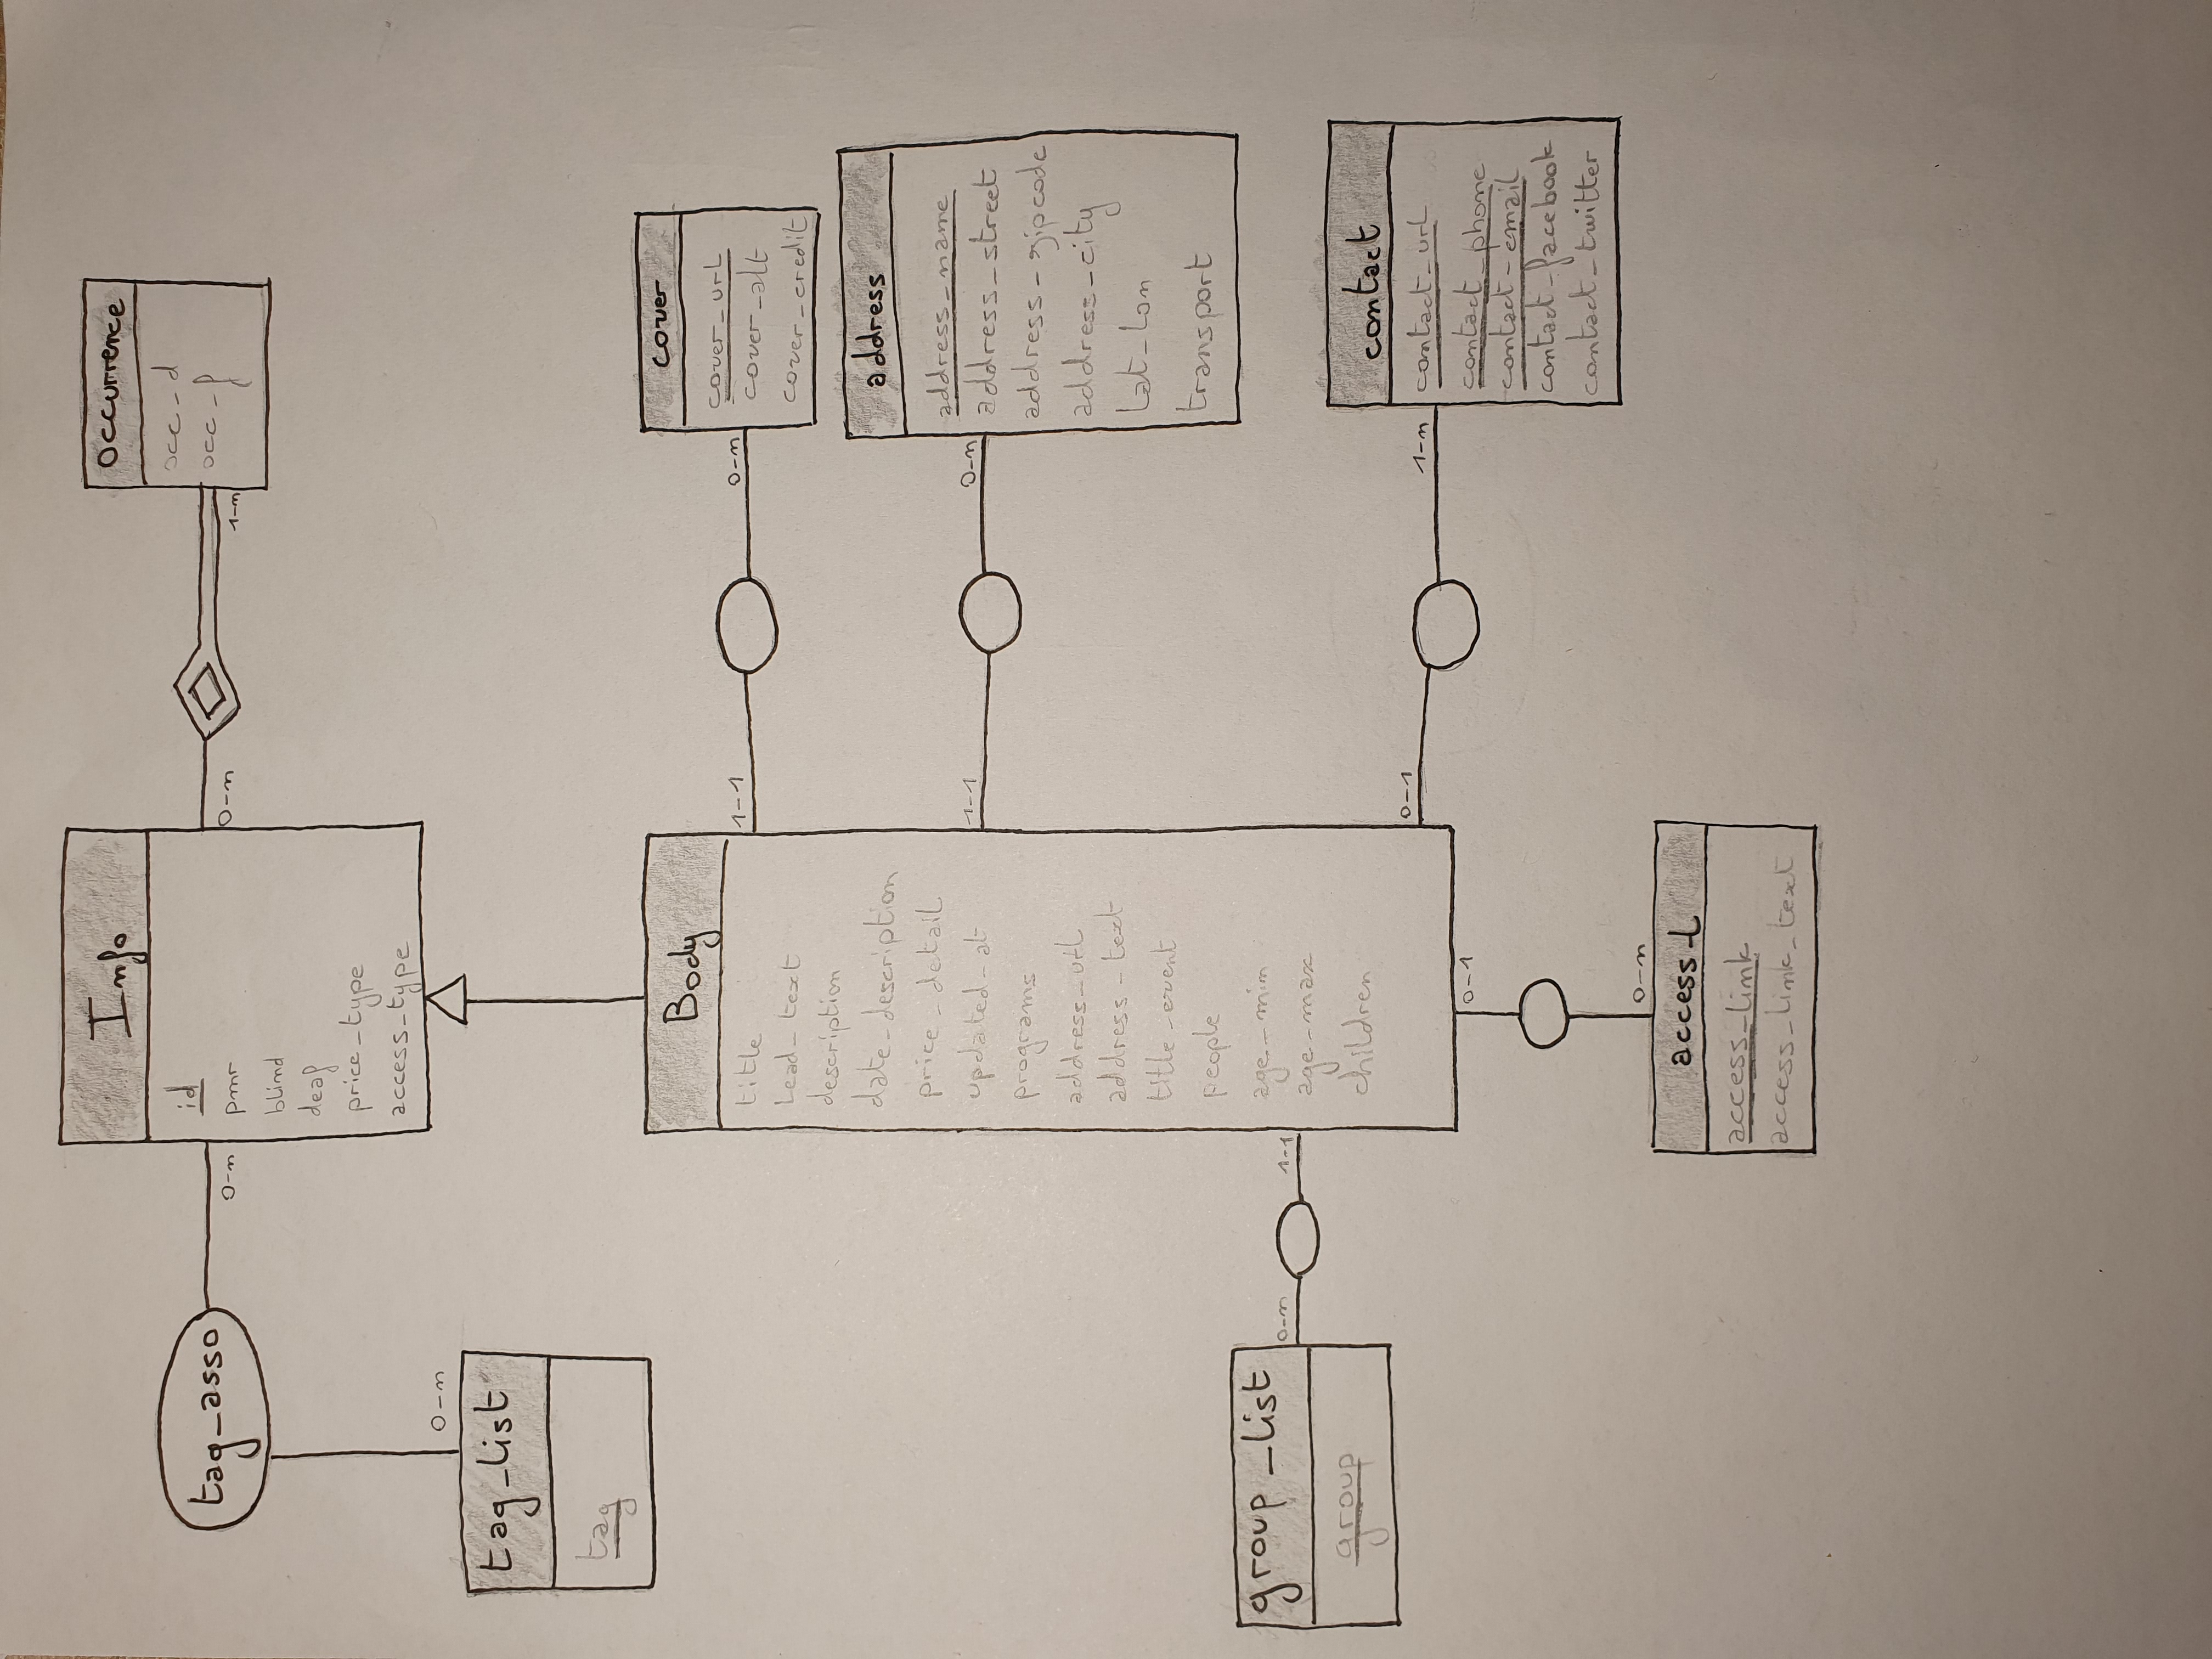 Info
id
pmr
blind
deaf
price_type
access_type
0-n
0-n
occurrence
occ_d
occ_f
1-n
tag_asso
0-n
tag_list
tag
Body
title
Lead_text
description
date_description
price_detail
updated_at
programs
address_url
address_text
title_event
people
age_min
age_max
children
1-1
0-n
cover
cover_url
cover_alt
cover_credit
1-1
0-n
address
address_name
address_street
address_zipcode
address_city
lat_lon
transport
group_list
group
0-n
1-1
0-1
1-n
contact
contact_url
contact_phone
contact_email
contact_facebook
contact_twitter
0-1
0-n
access_l
access_link
access_link_text